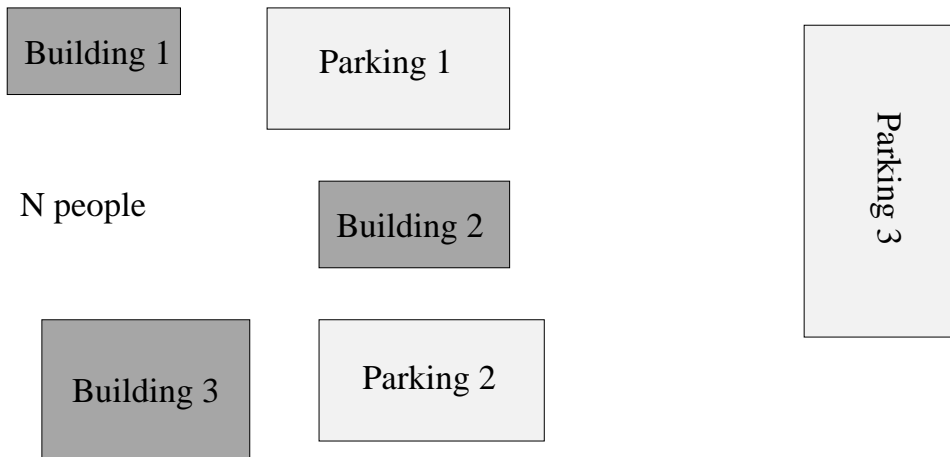 Building 1
Parking 1
Parking 3
N people
Building 2
Building 3
Parking 2